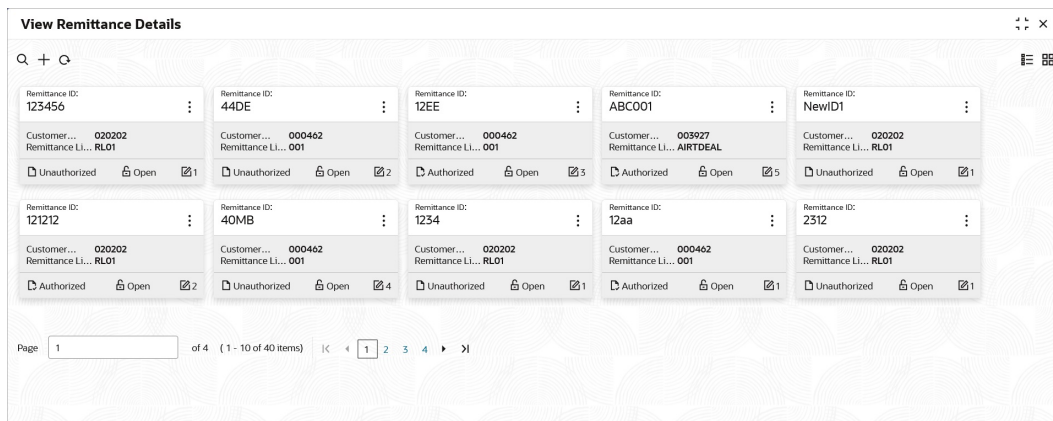 View Remittance Details
Remittance ID:
123456
Customer... 020202
Remittance Li... RL01
Unauthorized Open 1
Remittance ID:
44DE
Customer... 000462
Remittance Li... 001
Unauthorized Open 2
Remittance ID:
12EE
Customer... 000462
Remittance Li... 001
Authorized Open 3
Remittance ID:
ABC001
Customer... 003927
Remittance Li... AIRTDEAL
Authorized Open 5
Remittance ID:
NewID1
Customer... 020202
Remittance Li... RL01
Unauthorized Open 1
Remittance ID:
121212
Customer... 020202
Remittance Li... RL01
Authorized Open 2
Remittance ID:
40MB
Customer... 000462
Remittance Li... 001
Unauthorized Open 4
Remittance ID:
1234
Customer... 020202
Remittance Li... RL01
Unauthorized Open 1
Remittance ID:
12aa
Customer... 000462
Remittance Li... 001
Authorized Open 1
Remittance ID:
2312
Customer... 020202
Remittance Li... RL01
Unauthorized Open 1
Page 1 of 4 (1 - 10 of 40 items) 1 2 3 4